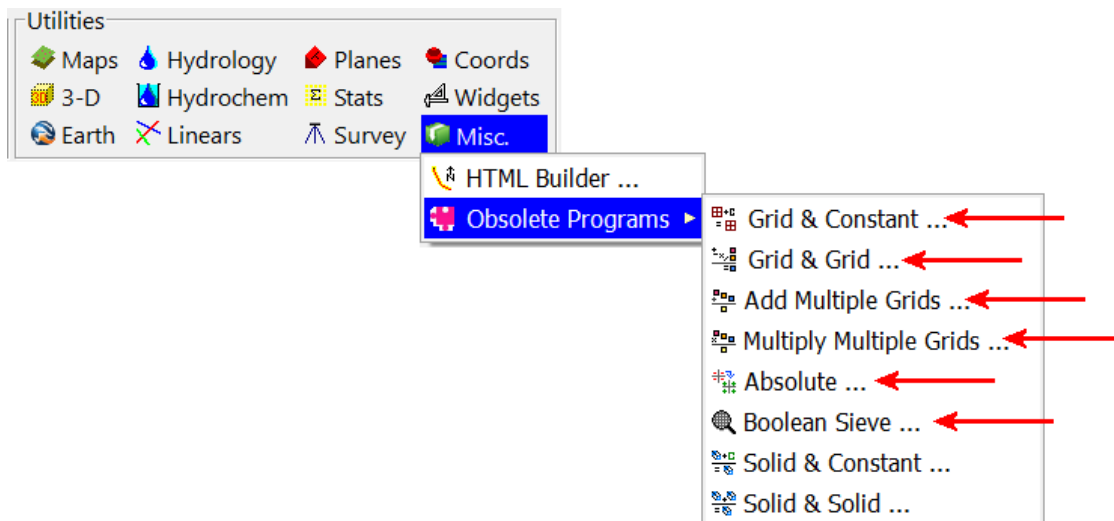 Utilities
Maps Hydrology Planes Coords
3-D Hydrochem Stats Widgets
Earth Linears Survey Misc.
HTML Builder ...
Obsolete Programs
Grid & Constant ...
Grid & Grid ...
Add Multiple Grids ...
Multiply Multiple Grids ...
Absolute ...
Boolean Sieve ...
Solid & Constant ...
Solid & Solid ...